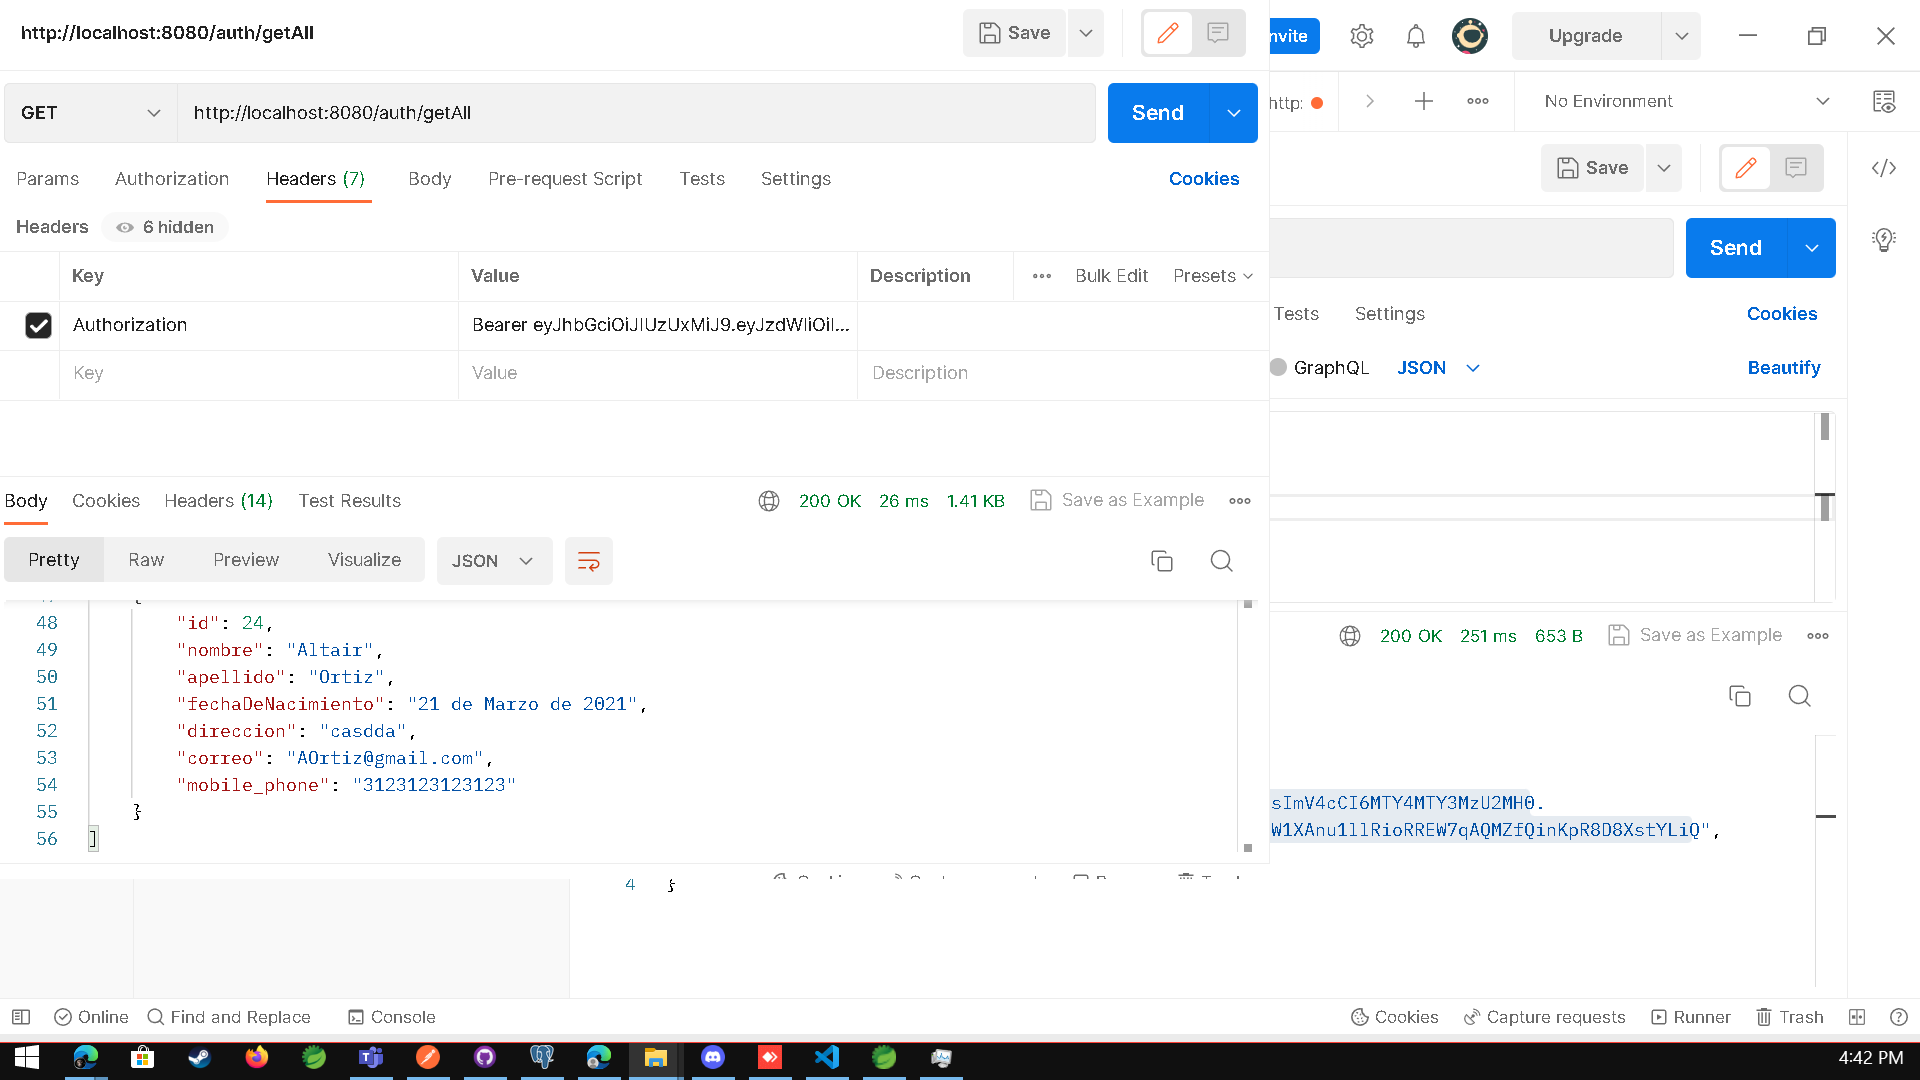 http://localhost:8080/auth/getAll
Save
nvite
Upgrade
GET
http://localhost:8080/auth/getAll
Send
http:
No Environment
Params Authorization Headers (7) Body Pre-request Script Tests Settings Cookies
Save
Headers 6 hidden
Send
Key Value Description Bulk Edit Presets
Authorization Bearer eyJhbGciOiJIUzUxMiJ9.eyJzdWIiOiI...
Tests Settings Cookies
Key Value Description
GraphQL JSON Beautify
Body Cookies Headers (14) Test Results 200 OK 26 ms 1.41 KB Save as Example
Pretty Raw Preview Visualize JSON
48 "id": 24,
49 "nombre": "Altair",
50 "apellido": "Ortiz",
51 "fechaDeNacimiento": "21 de Marzo de 2021",
52 "direccion": "casdda",
53 "correo": "AOrtiz@gmail.com",
54 "mobile_phone": "3123123123123"
55 }
56 ]
200 OK 251 ms 653 B Save as Example
sImV4cCI6MTY4MTY3MzU2MH0.
W1XAnu1llRioRREW7qAQMZfQinKpR8D8XstYLiQ",
4 }
Online Find and Replace Console Cookies Capture requests Runner Trash
4:42 PM